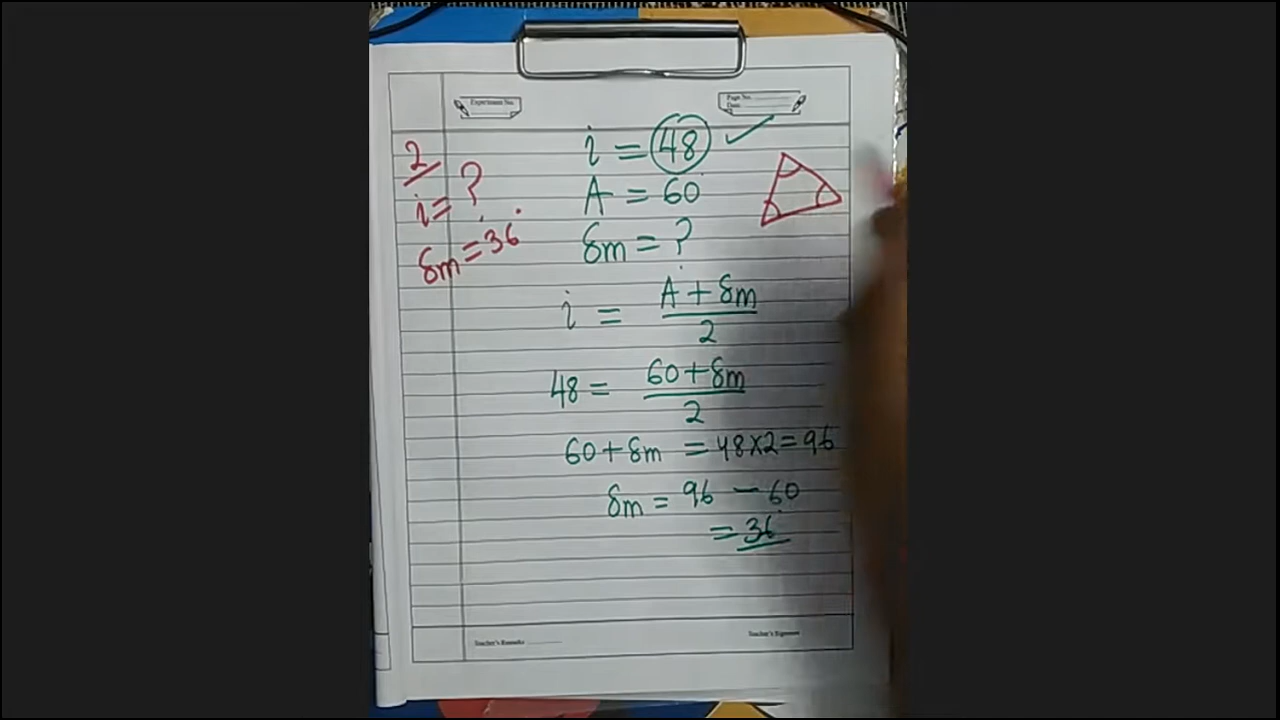 Experiment No.
Page No.
Date
2
i = ?
δm = 36°
i = 48 ✓
A = 60°
δm = ?
i = A + δm
2
48 = 60 + δm
2
60 + δm = 48 × 2 = 96
δm = 96 − 60
= 36°
Teacher's Remarks
Teacher's Signature